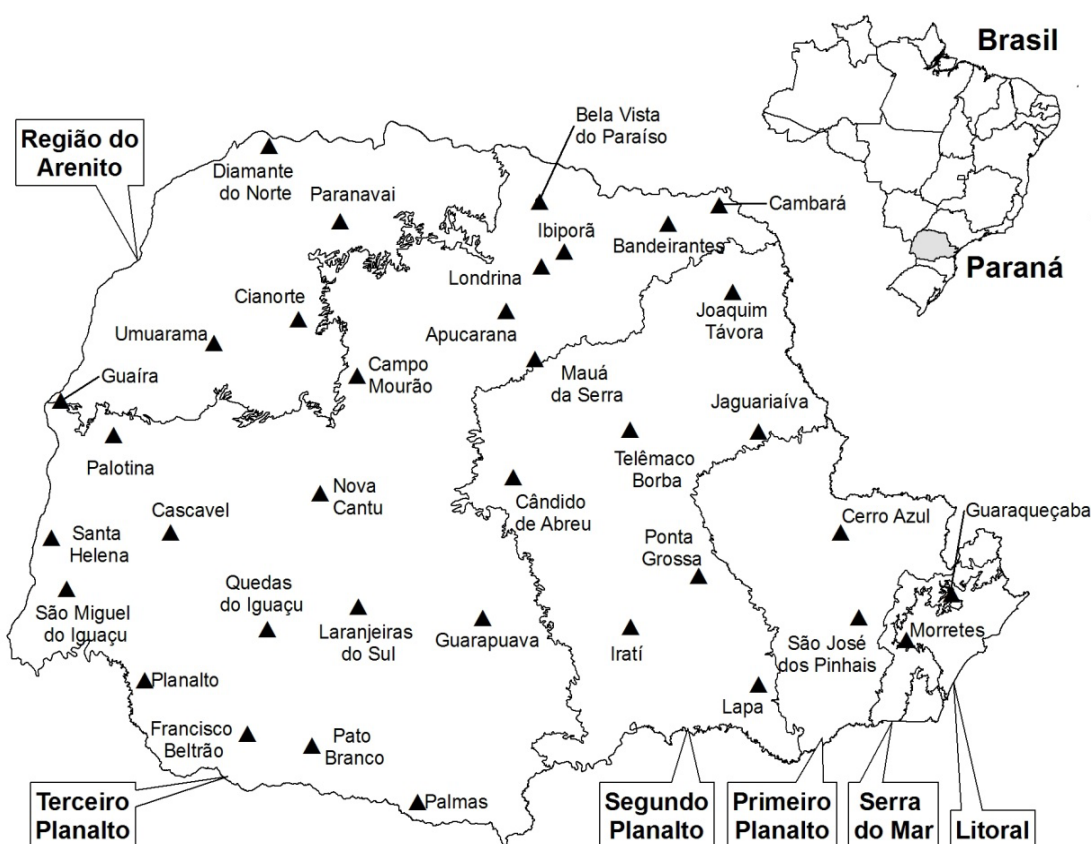 Brasil
Paraná
Região do
Arenito
Bela Vista
do Paraíso
Diamante
do Norte
Paranavai
Cambará
Ibiporã
Bandeirantes
Londrina
Cianorte
Joaquim
Távora
Umuarama
Apucarana
Campo
Mourão
Mauá
da Serra
Guaíra
Jaguariaíva
Palotina
Telêmaco
Borba
Nova
Cantu
Cândido
de Abreu
Cascavel
Cerro Azul
Guaraqueçaba
Santa
Helena
Ponta
Grossa
Quedas
do Iguaçu
São Miguel
do Iguaçu
Laranjeiras
do Sul
Guarapuava
Iratí
São José
dos Pinhais
Morretes
Planalto
Lapa
Francisco
Beltrão
Pato
Branco
Palmas
Terceiro
Planalto
Segundo
Planalto
Primeiro
Planalto
Serra
do Mar
Litoral